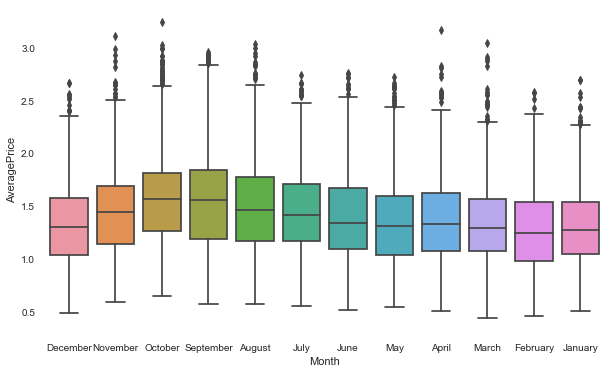 AveragePrice
3.0
2.5
2.0
1.5
1.0
0.5
December November October September August July June May April March February January
Month